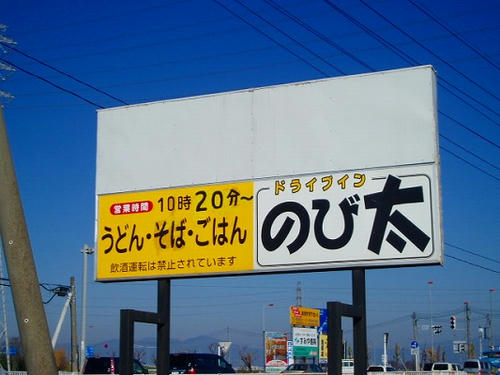 営業時間 10時20分～
うどん・そば・ごはん
飲酒運転は禁止されています
ドライブイン
のび太